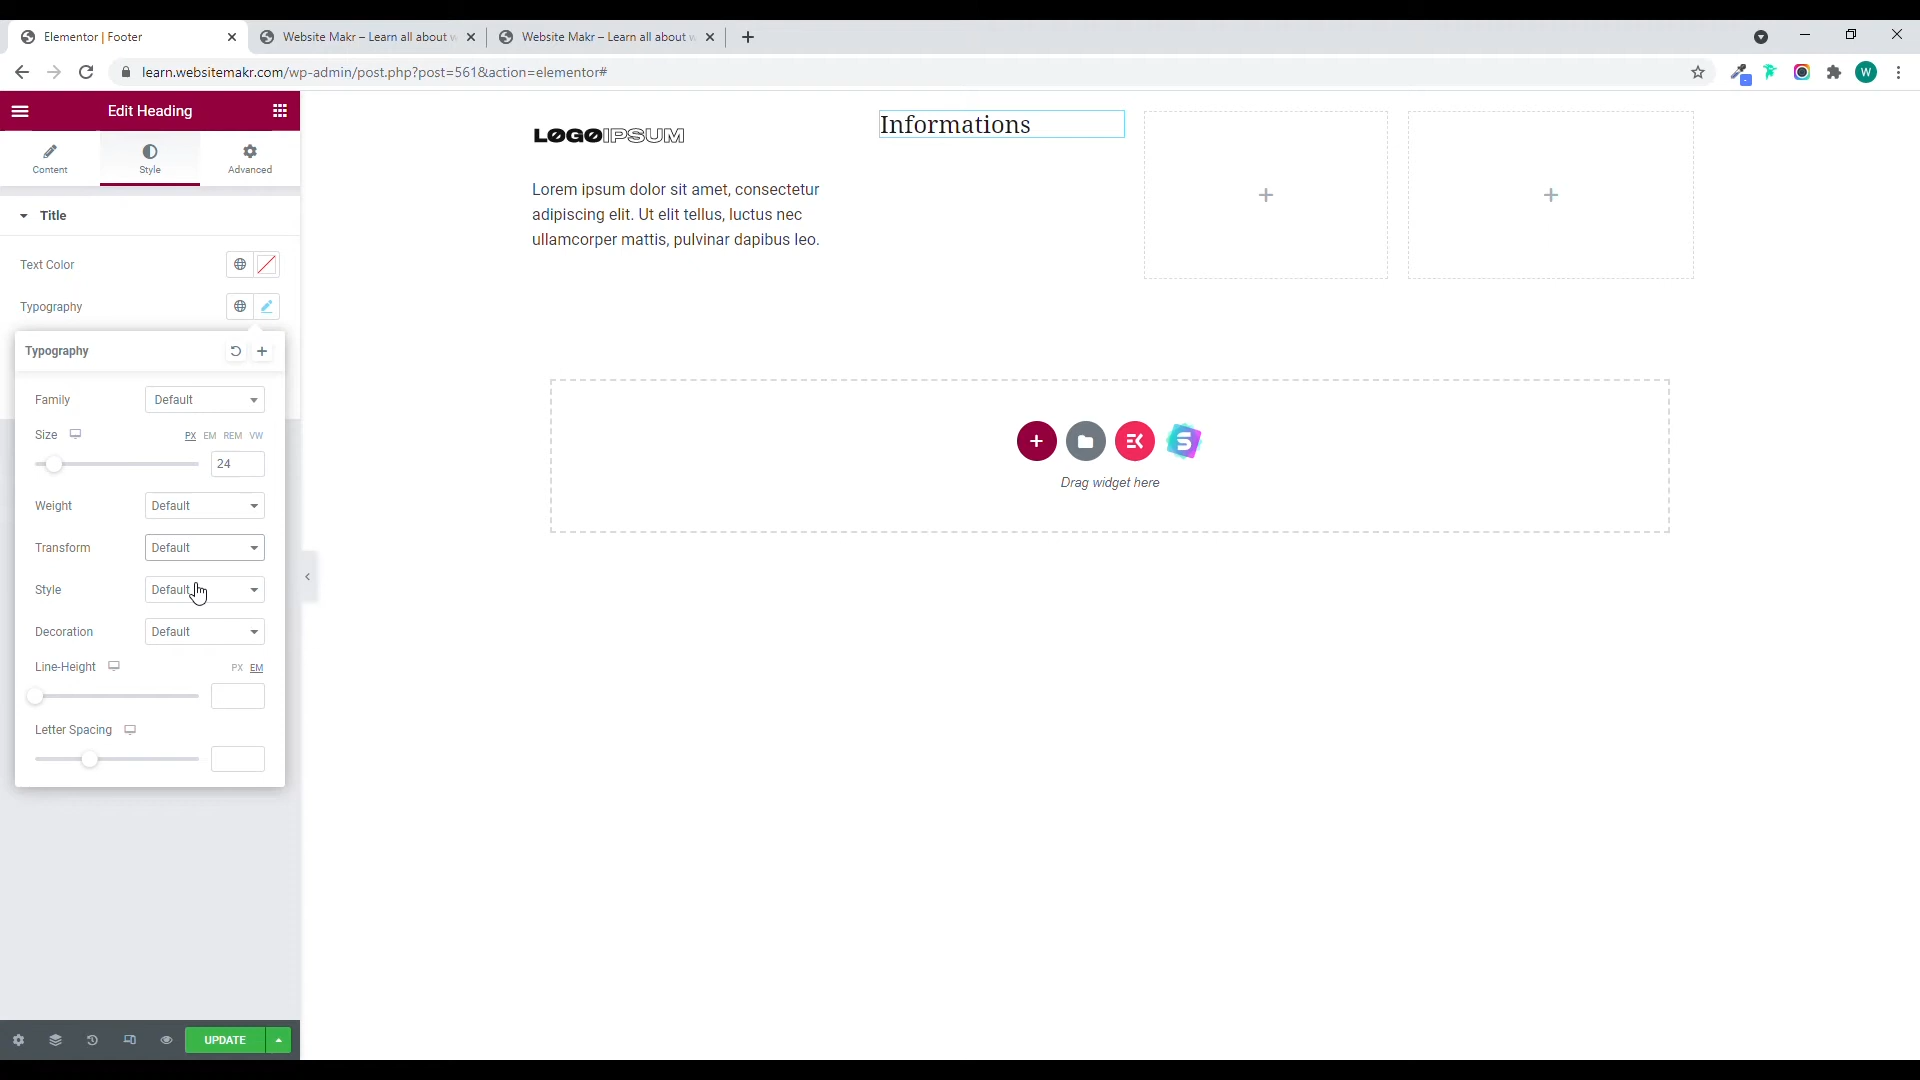 Elementor | Footer
Website Makr – Learn all about w
Website Makr – Learn all about w
learn.websitemakr.com/wp-admin/post.php?post=561&action=elementor#
W
Edit Heading
Content
Style
Advanced
Title
Text Color
Typography
Typography
Family
Default
Size
PX EM REM VW
24
Weight
Default
Transform
Default
Style
Default
Decoration
Default
Line-Height
PX EM
Letter Spacing
UPDATE
LOGOIPSUM
Lorem ipsum dolor sit amet, consectetur
adipiscing elit. Ut elit tellus, luctus nec
ullamcorper mattis, pulvinar dapibus leo.
Informations
Drag widget here